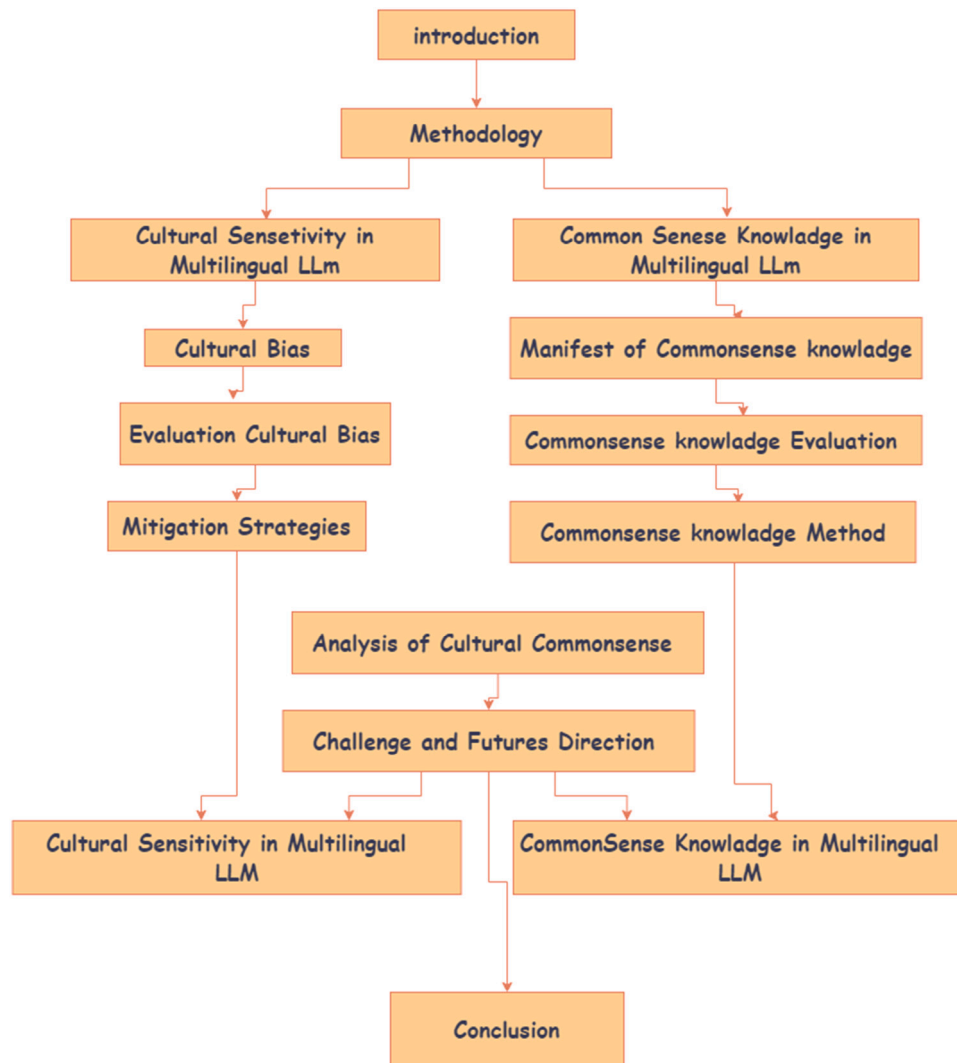 introduction
Methodology
Cultural Sensetivity in
Multilingual LLm
Common Senese Knowladge in
Multilingual LLm
Cultural Bias
Manifest of Commonsense knowladge
Evaluation Cultural Bias
Commonsense knowladge Evaluation
Mitigation Strategies
Commonsense knowladge Method
Analysis of Cultural Commonsense
Challenge and Futures Direction
Cultural Sensitivity in Multilingual
LLM
CommonSense Knowladge in Multilingual
LLM
Conclusion